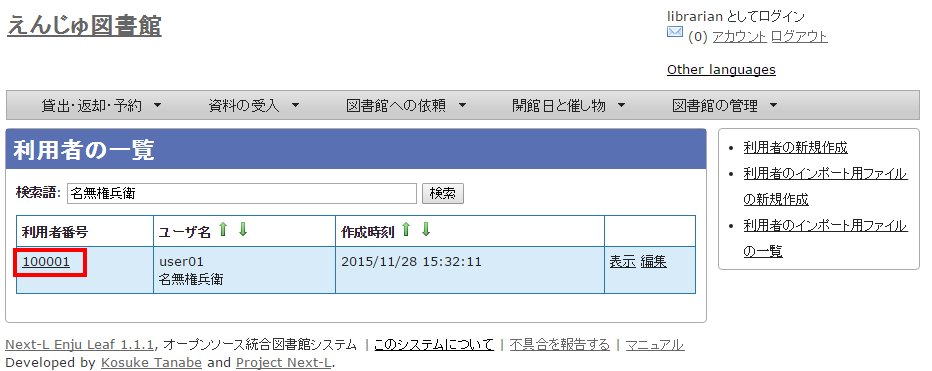 えんじゅ図書館
librarian としてログイン
(0) アカウント ログアウト
Other languages
貸出・返却・予約 資料の受入 図書館への依頼 開館日と催し物 図書館の管理
利用者の一覧
検索語: 名無権兵衛 検索
利用者番号 ユーザ名 作成時刻
100001 user01 2015/11/28 15:32:11 表示 編集
名無権兵衛
利用者の新規作成
利用者のインポート用ファイル
の新規作成
利用者のインポート用ファイル
の一覧
Next-L Enju Leaf 1.1.1, オープンソース統合図書館システム | このシステムについて | 不具合を報告する | マニュアル
Developed by Kosuke Tanabe and Project Next-L.